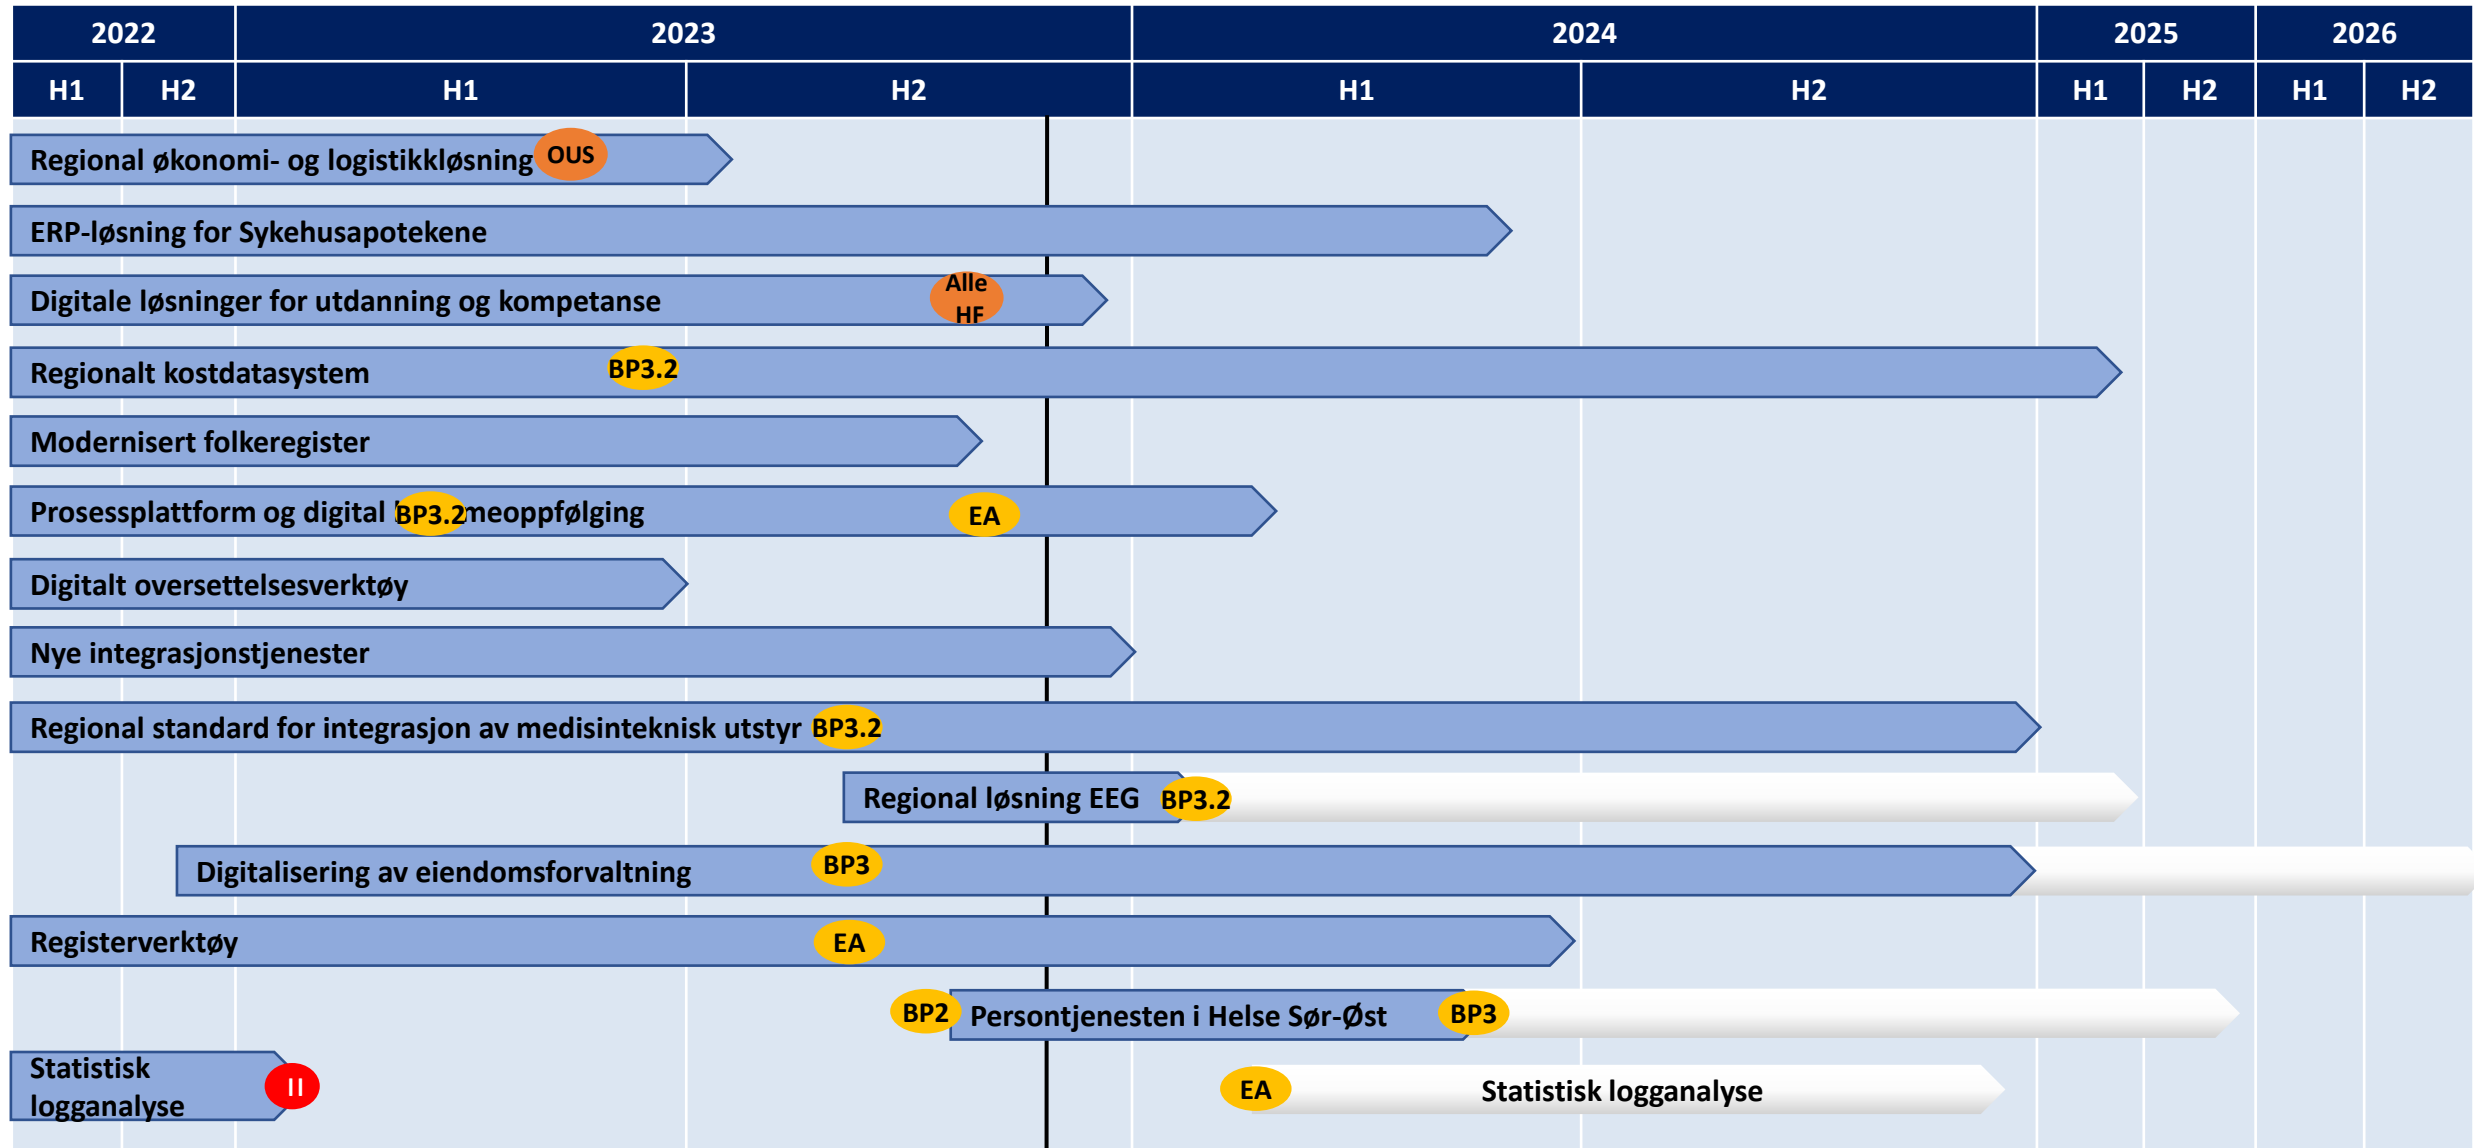 2022 2023 2024 2025 2026
H1 H2 H1 H2 H1 H2 H1 H2 H1 H2
Regional økonomi- og logistikkløsning OUS
ERP-løsning for Sykehusapotekene
Digitale løsninger for utdanning og kompetanse Alle
HF
Regionalt kostdatasystem BP3.2
Modernisert folkeregister
Prosessplattform og digital BP3.2 meoppfølging EA
Digitalt oversettelsesverktøy
Nye integrasjonstjenester
Regional standard for integrasjon av medisinteknisk utstyr BP3.2
Regional løsning EEG BP3.2
Digitalisering av eiendomsforvaltning BP3
Registerverktøy EA
BP2 Persontjenesten i Helse Sør-Øst BP3
Statistisk
logganalyse II
EA Statistisk logganalyse